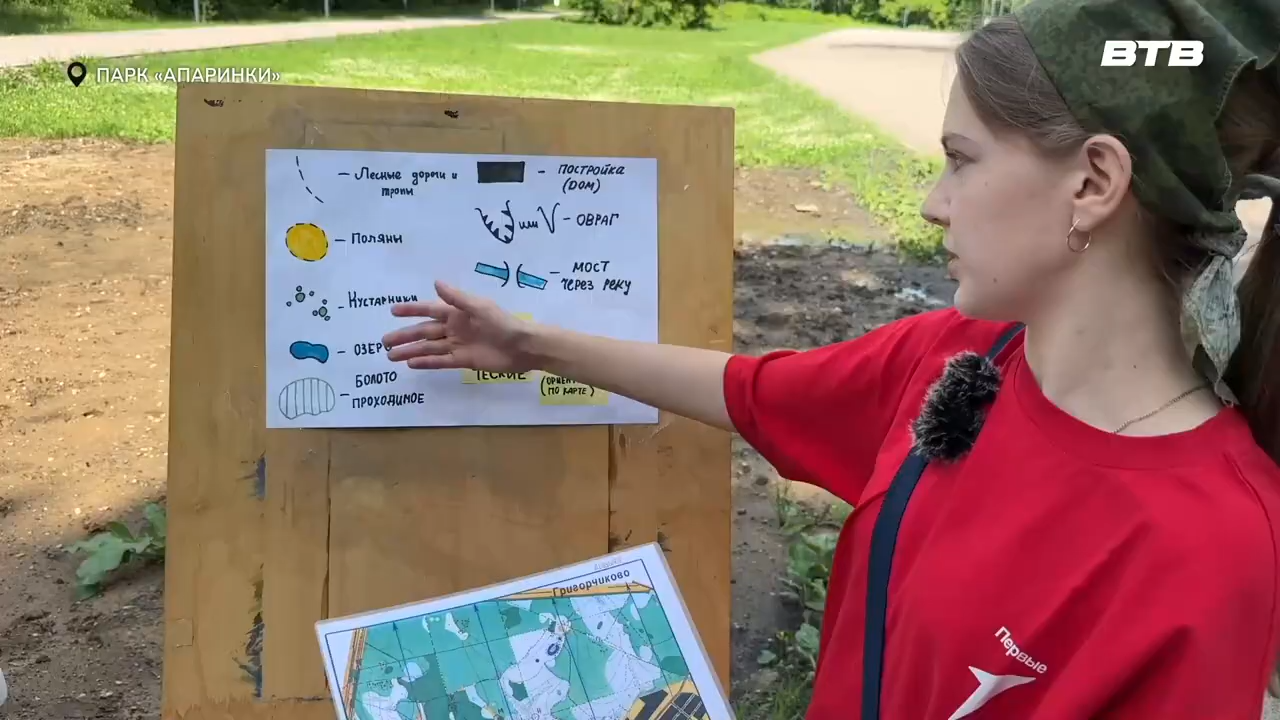 ПАРК «АПАРИНКИ»
ВТВ
– Лесные дороги и
тропы
– Поляны
– Кустарники
– ОЗЕРО
– БОЛОТО
ПРОХОДИМОЕ
– ПОСТРОЙКА
(ДОМ)
или – ОВРАГ
– МОСТ
ЧЕРЕЗ РЕКУ
ТЕСКИЕ
(ОРИЕНТ
ПО КАРТЕ)
Григорчиково
Первые